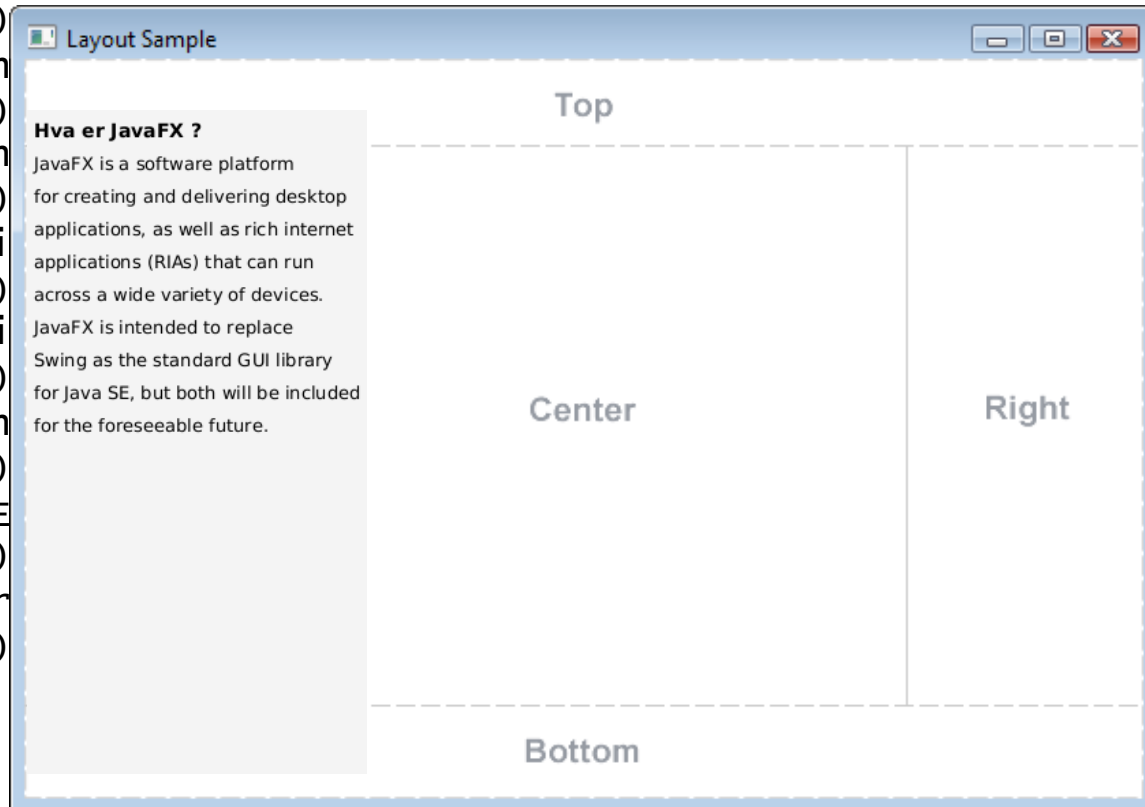 Layout Sample
Top
Hva er JavaFX ?
JavaFX is a software platform
for creating and delivering desktop
applications, as well as rich internet
applications (RIAs) that can run
across a wide variety of devices.
JavaFX is intended to replace
Swing as the standard GUI library
for Java SE, but both will be included
for the foreseeable future.
Center
Right
Bottom